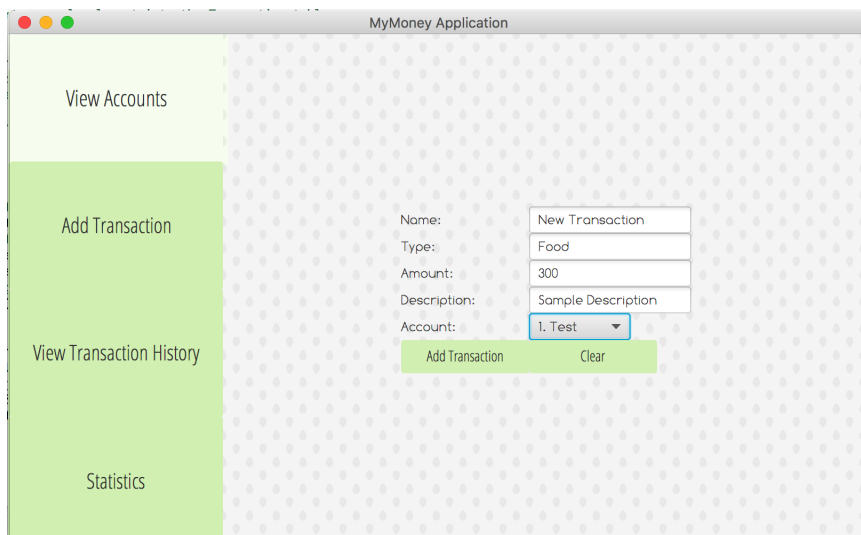 MyMoney Application
View Accounts
Add Transaction
View Transaction History
Statistics
Name: New Transaction
Type: Food
Amount: 300
Description: Sample Description
Account: 1. Test
Add Transaction Clear